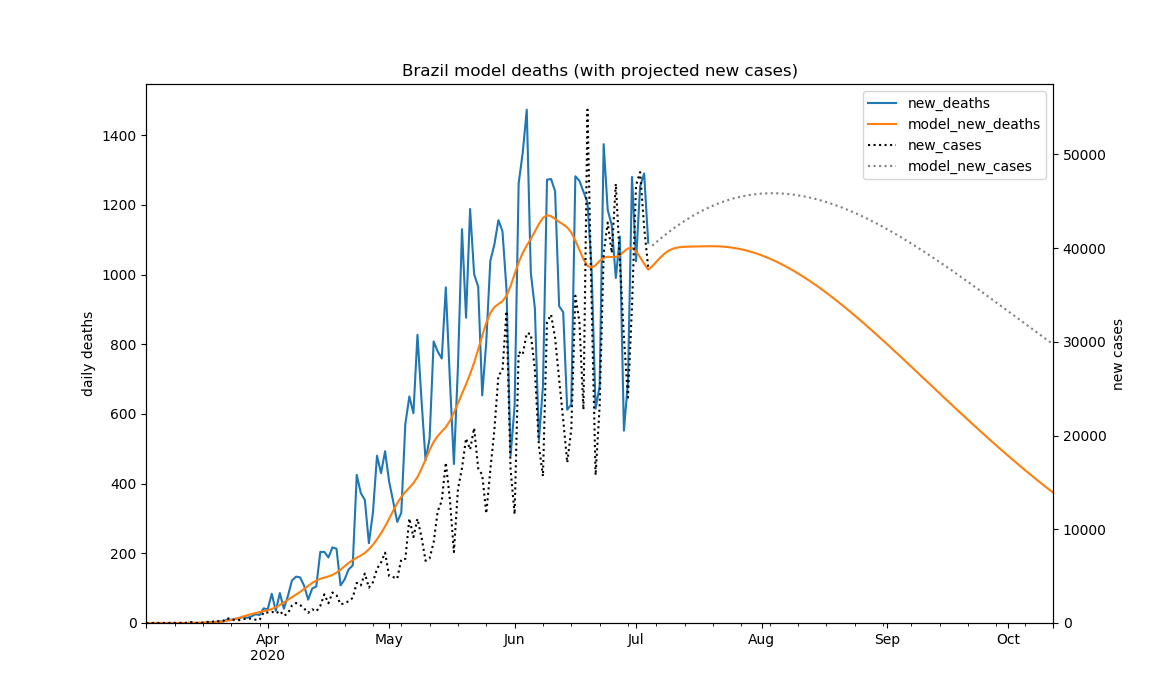 Brazil model deaths (with projected new cases)
new_deaths
model_new_deaths
new_cases
model_new_cases
1400
1200
1000
800
600
400
200
0
daily deaths
50000
40000
30000
20000
10000
0
new cases
Apr
2020
May
Jun
Jul
Aug
Sep
Oct